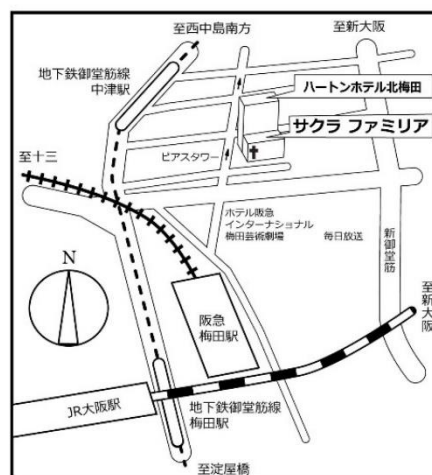 至西中島南方
至新大阪
地下鉄御堂筋線
中津駅
ハートンホテル北梅田
サクラ ファミリア
ピアスタワー
至十三
ホテル阪急
インターナショナル
梅田芸術劇場
毎日放送
新御堂筋
N
阪急
梅田駅
至新大阪
JR大阪駅
地下鉄御堂筋線
梅田駅
至淀屋橋